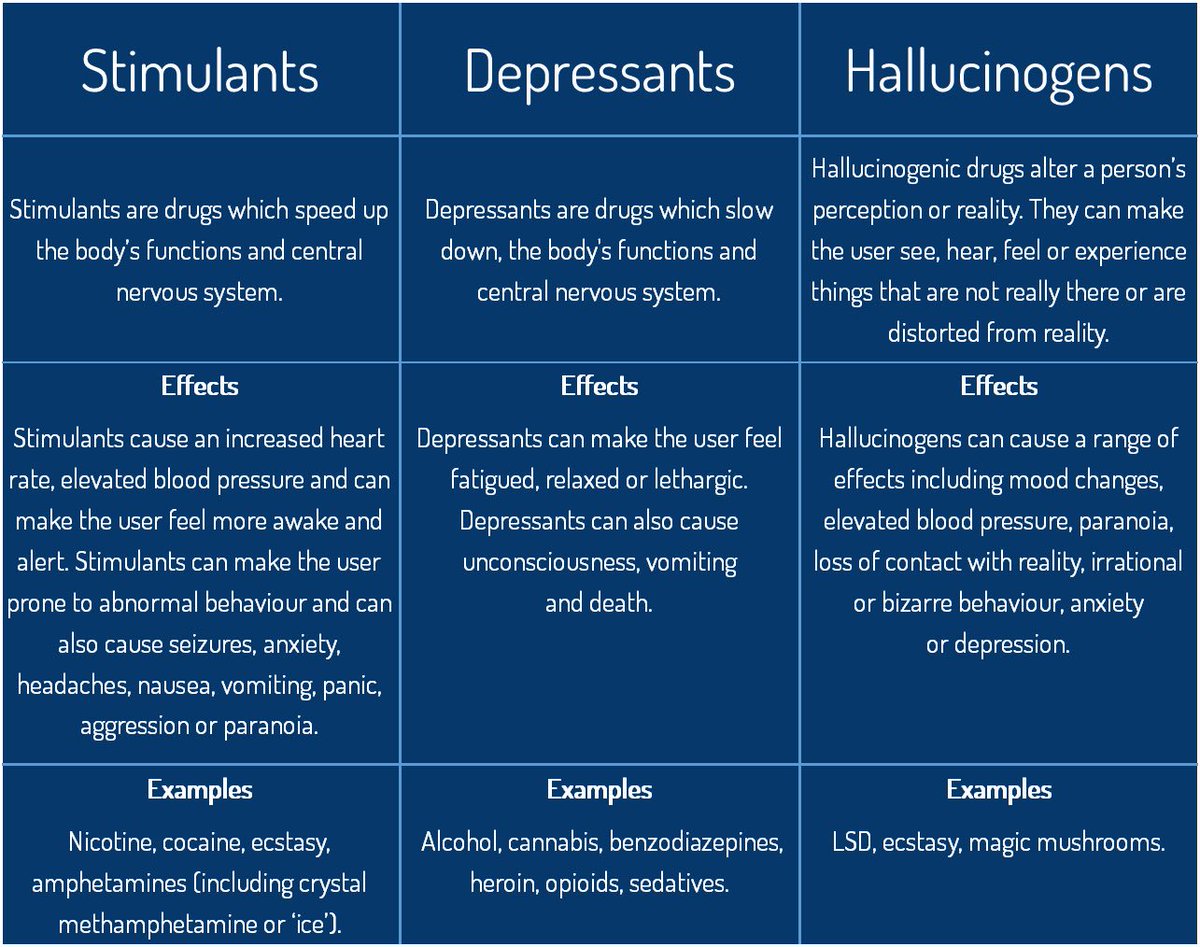 Stimulants
Depressants
Hallucinogens
Stimulants are drugs which speed up
the body’s functions and central
nervous system.
Depressants are drugs which slow
down, the body's functions and
central nervous system.
Hallucinogenic drugs alter a person’s
perception or reality. They can make
the user see, hear, feel or experience
things that are not really there or are
distorted from reality.
Effects
Stimulants cause an increased heart
rate, elevated blood pressure and can
make the user feel more awake and
alert. Stimulants can make the user
prone to abnormal behaviour and can
also cause seizures, anxiety,
headaches, nausea, vomiting, panic,
aggression or paranoia.
Effects
Depressants can make the user feel
fatigued, relaxed or lethargic.
Depressants can also cause
unconsciousness, vomiting
and death.
Effects
Hallucinogens can cause a range of
effects including mood changes,
elevated blood pressure, paranoia,
loss of contact with reality, irrational
or bizarre behaviour, anxiety
or depression.
Examples
Nicotine, cocaine, ecstasy,
amphetamines (including crystal
methamphetamine or ‘ice’).
Examples
Alcohol, cannabis, benzodiazepines,
heroin, opioids, sedatives.
Examples
LSD, ecstasy, magic mushrooms.